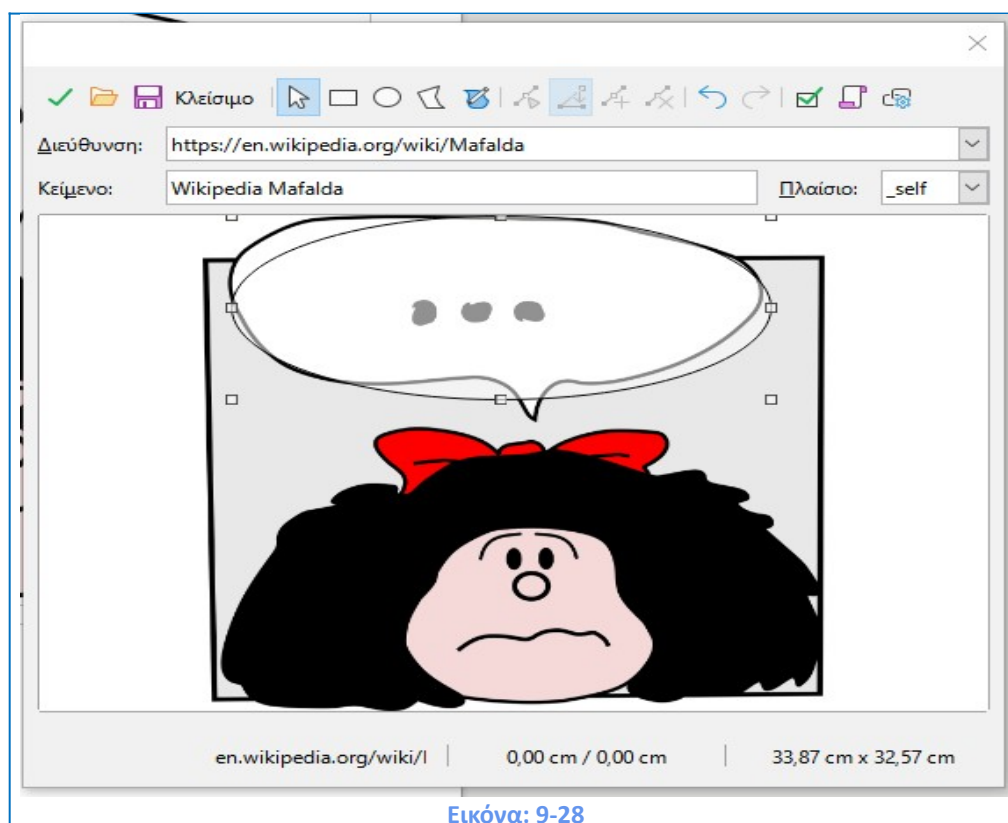 Κλείσιμο
Διεύθυνση: https://en.wikipedia.org/wiki/Mafalda
Κείμενο: Wikipedia Mafalda Πλαίσιο: _self
en.wikipedia.org/wiki/ 0,00 cm / 0,00 cm 33,87 cm x 32,57 cm
Εικόνα: 9-28